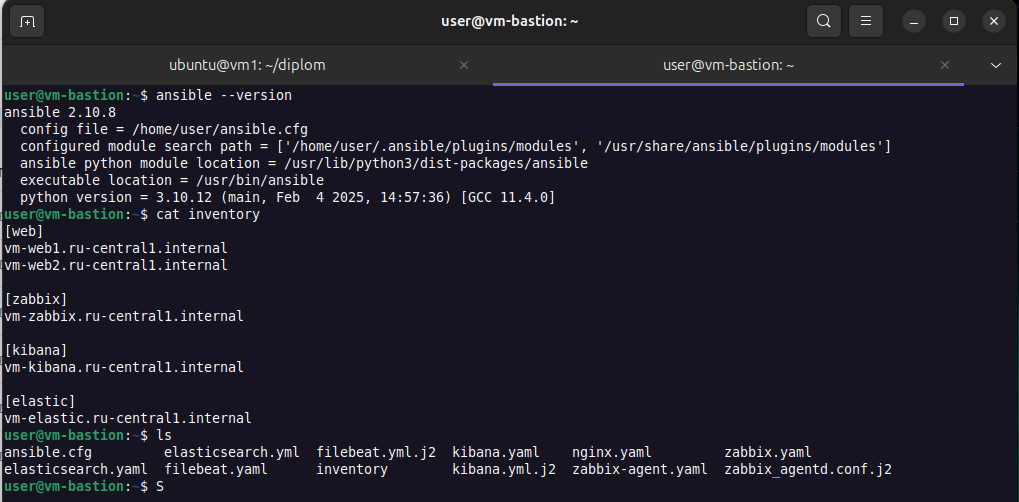 user@vm-bastion: ~
ubuntu@vm1: ~/diplom
user@vm-bastion: ~
user@vm-bastion:~$ ansible --version
ansible 2.10.8
  config file = /home/user/ansible.cfg
  configured module search path = ['/home/user/.ansible/plugins/modules', '/usr/share/ansible/plugins/modules']
  ansible python module location = /usr/lib/python3/dist-packages/ansible
  executable location = /usr/bin/ansible
  python version = 3.10.12 (main, Feb  4 2025, 14:57:36) [GCC 11.4.0]
user@vm-bastion:~$ cat inventory
[web]
vm-web1.ru-central1.internal
vm-web2.ru-central1.internal
[zabbix]
vm-zabbix.ru-central1.internal
[kibana]
vm-kibana.ru-central1.internal
[elastic]
vm-elastic.ru-central1.internal
user@vm-bastion:~$ ls
ansible.cfg         elasticsearch.yml  filebeat.yml.j2  kibana.yaml    nginx.yaml         zabbix.yaml
elasticsearch.yaml  filebeat.yaml      inventory        kibana.yml.j2  zabbix-agent.yaml  zabbix_agentd.conf.j2
user@vm-bastion:~$ S